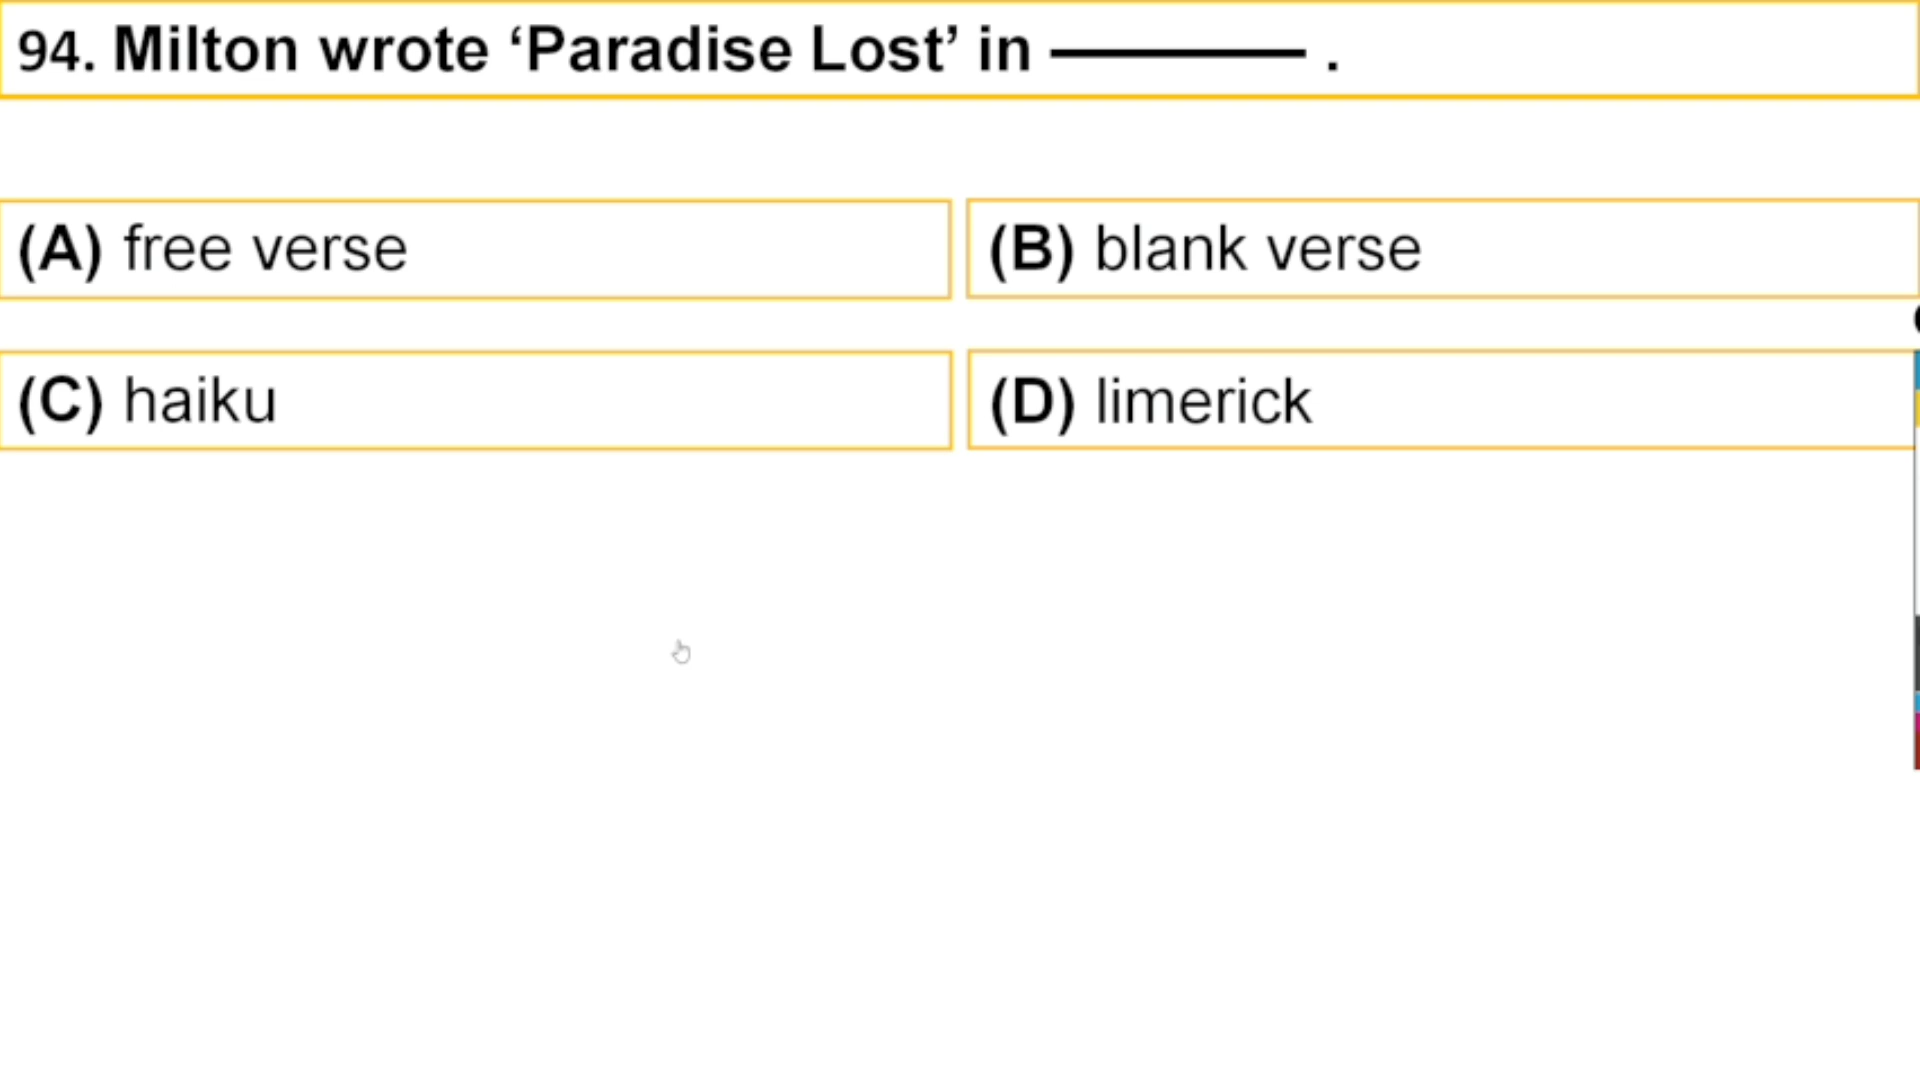 94. Milton wrote ‘Paradise Lost’ in ———— .
(A) free verse
(B) blank verse
(C) haiku
(D) limerick